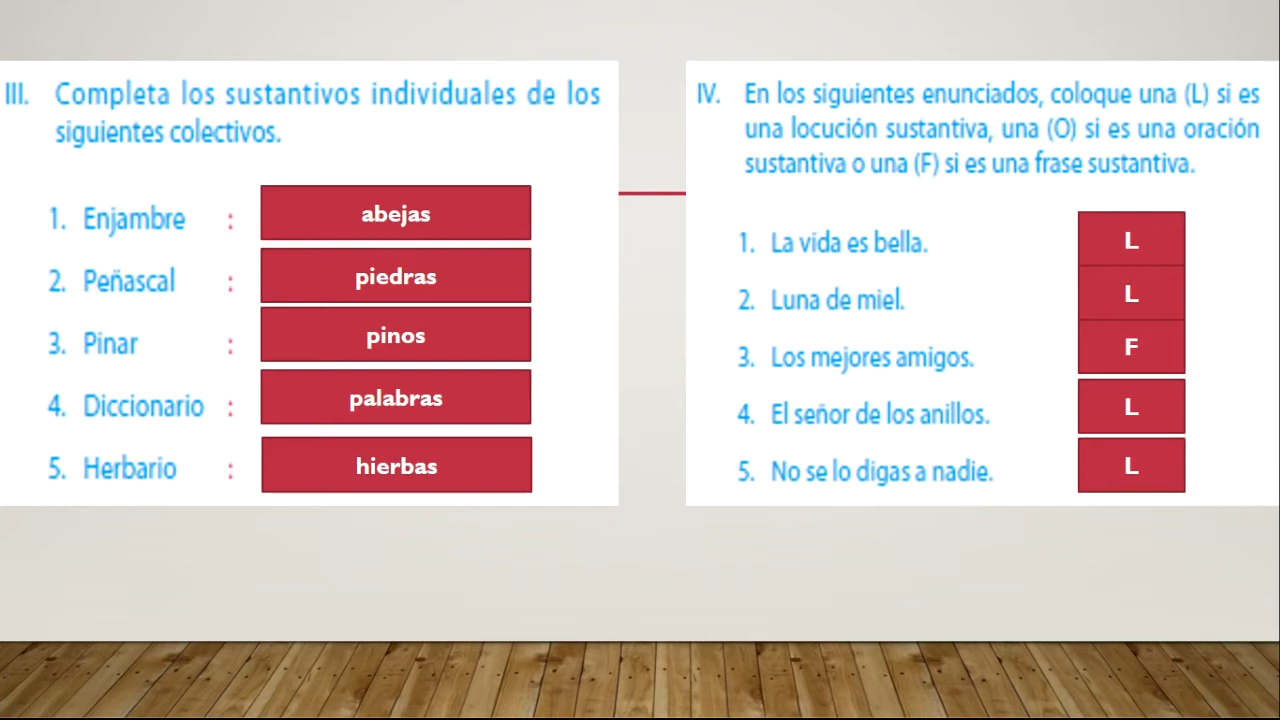 III. Completa los sustantivos individuales de los
siguientes colectivos.
1. Enjambre : abejas
2. Peñascal : piedras
3. Pinar : pinos
4. Diccionario : palabras
5. Herbario : hierbas
IV. En los siguientes enunciados, coloque una (L) si es
una locución sustantiva, una (O) si es una oración
sustantiva o una (F) si es una frase sustantiva.
1. La vida es bella. L
2. Luna de miel. L
3. Los mejores amigos. F
4. El señor de los anillos. L
5. No se lo digas a nadie. L